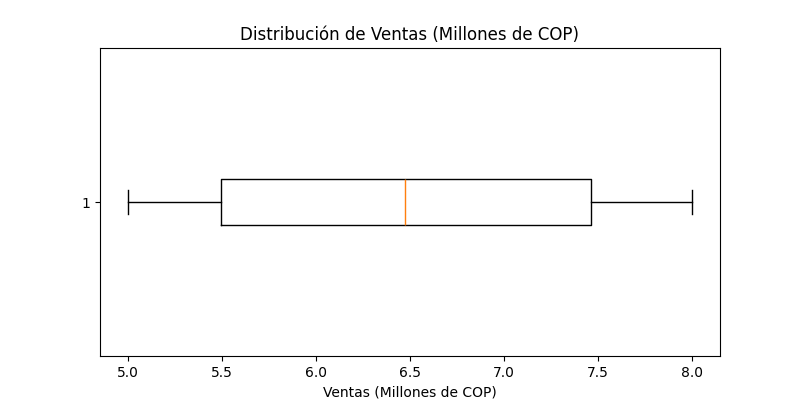 Distribución de Ventas (Millones de COP)
1
5.0 5.5 6.0 6.5 7.0 7.5 8.0
Ventas (Millones de COP)